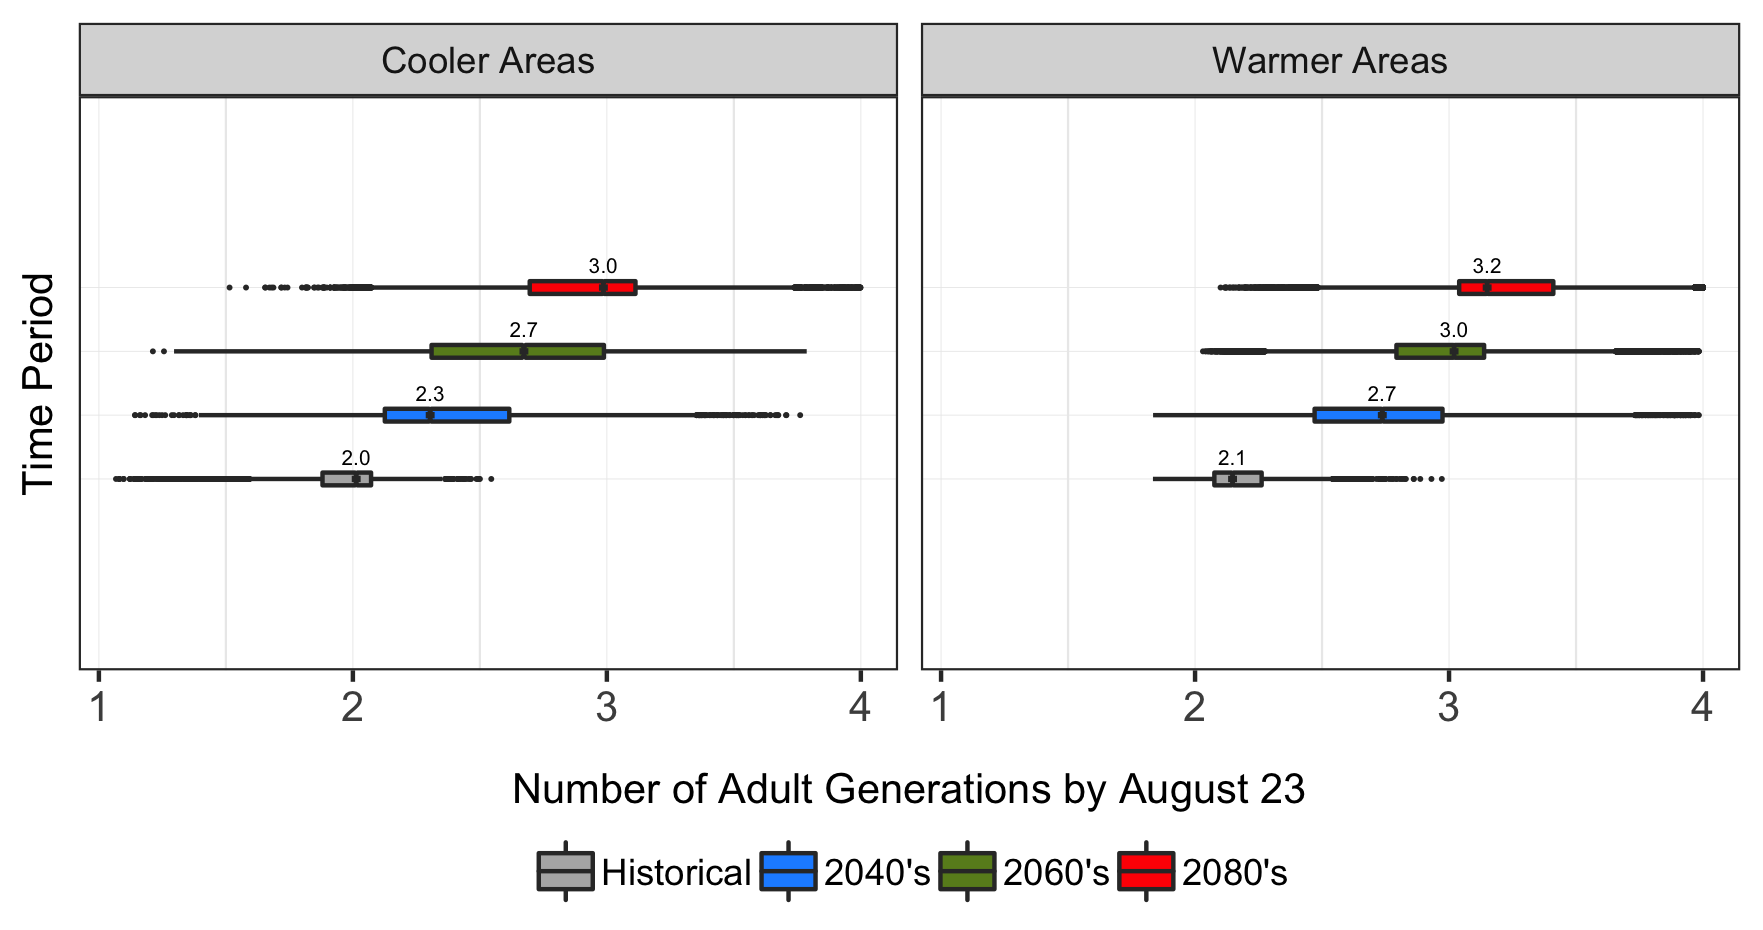 Cooler Areas
Warmer Areas
Time Period
3.0
2.7
2.3
2.0
3.2
3.0
2.7
2.1
1 2 3 4
1 2 3 4
Number of Adult Generations by August 23
Historical 2040's 2060's 2080's